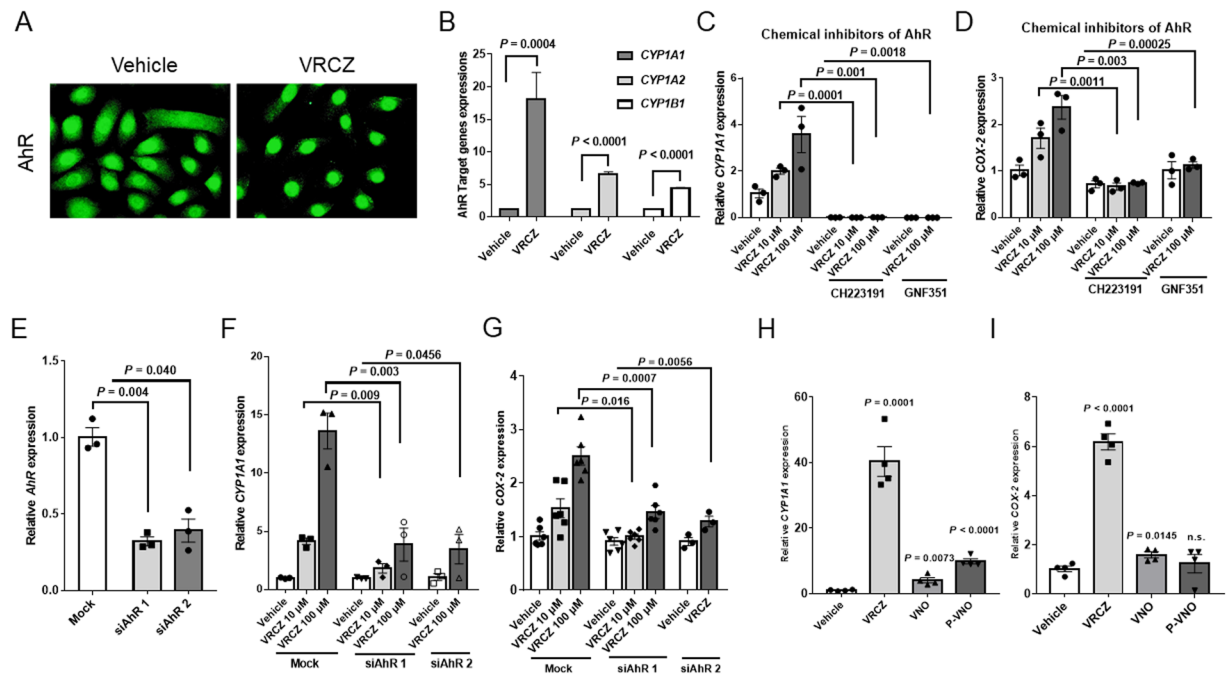 A
Vehicle
VRCZ
AhR
B
AhR Target genes expressions
25
20
15
10
5
0
P = 0.0004
P < 0.0001
P < 0.0001
CYP1A1
CYP1A2
CYP1B1
Vehicle
VRCZ
Vehicle
VRCZ
Vehicle
VRCZ
C
Chemical inhibitors of AhR
P = 0.0018
P = 0.001
P = 0.0001
Relative CYP1A1 expression
6
4
2
0
Vehicle
VRCZ 10 µM
VRCZ 100 µM
Vehicle
VRCZ 10 µM
VRCZ 100 µM
Vehicle
VRCZ 100 µM
CH223191
GNF351
D
Chemical inhibitors of AhR
P = 0.00025
P = 0.003
P = 0.0011
Relative COX-2 expression
3
2
1
0
Vehicle
VRCZ 10 µM
VRCZ 100 µM
Vehicle
VRCZ 10 µM
VRCZ 100 µM
Vehicle
VRCZ 100 µM
CH223191
GNF351
E
Relative AhR expression
1.5
1.0
0.5
0.0
P = 0.040
P = 0.004
Mock
siAhR 1
siAhR 2
F
Relative CYP1A1 expression
20
15
10
5
0
P = 0.0456
P = 0.003
P = 0.009
Vehicle
VRCZ 10 µM
VRCZ 100 µM
Vehicle
VRCZ 10 µM
VRCZ 100 µM
Vehicle
VRCZ 100 µM
Mock
siAhR 1
siAhR 2
G
Relative COX-2 expression
4
3
2
1
0
P = 0.0056
P = 0.0007
P = 0.016
Vehicle
VRCZ 10 µM
VRCZ 100 µM
Vehicle
VRCZ 10 µM
VRCZ 100 µM
Vehicle
VRCZ
Mock
siAhR 1
siAhR 2
H
Relative CYP1A1 expression
60
40
20
0
P = 0.0001
P = 0.0073
P < 0.0001
Vehicle
VRCZ
VNO
P-VNO
I
Relative COX-2 expression
8
6
4
2
0
P < 0.0001
P = 0.0145
n.s.
Vehicle
VRCZ
VNO
P-VNO